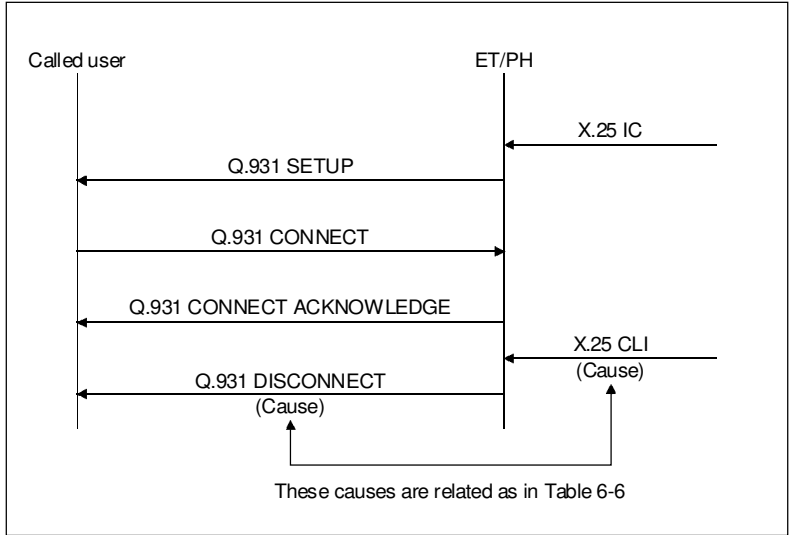 Called user
ET/PH
X.25 IC
Q.931 SETUP
Q.931 CONNECT
Q.931 CONNECT ACKNOWLEDGE
X.25 CLI
(Cause)
Q.931 DISCONNECT
(Cause)
These causes are related as in Table 6-6